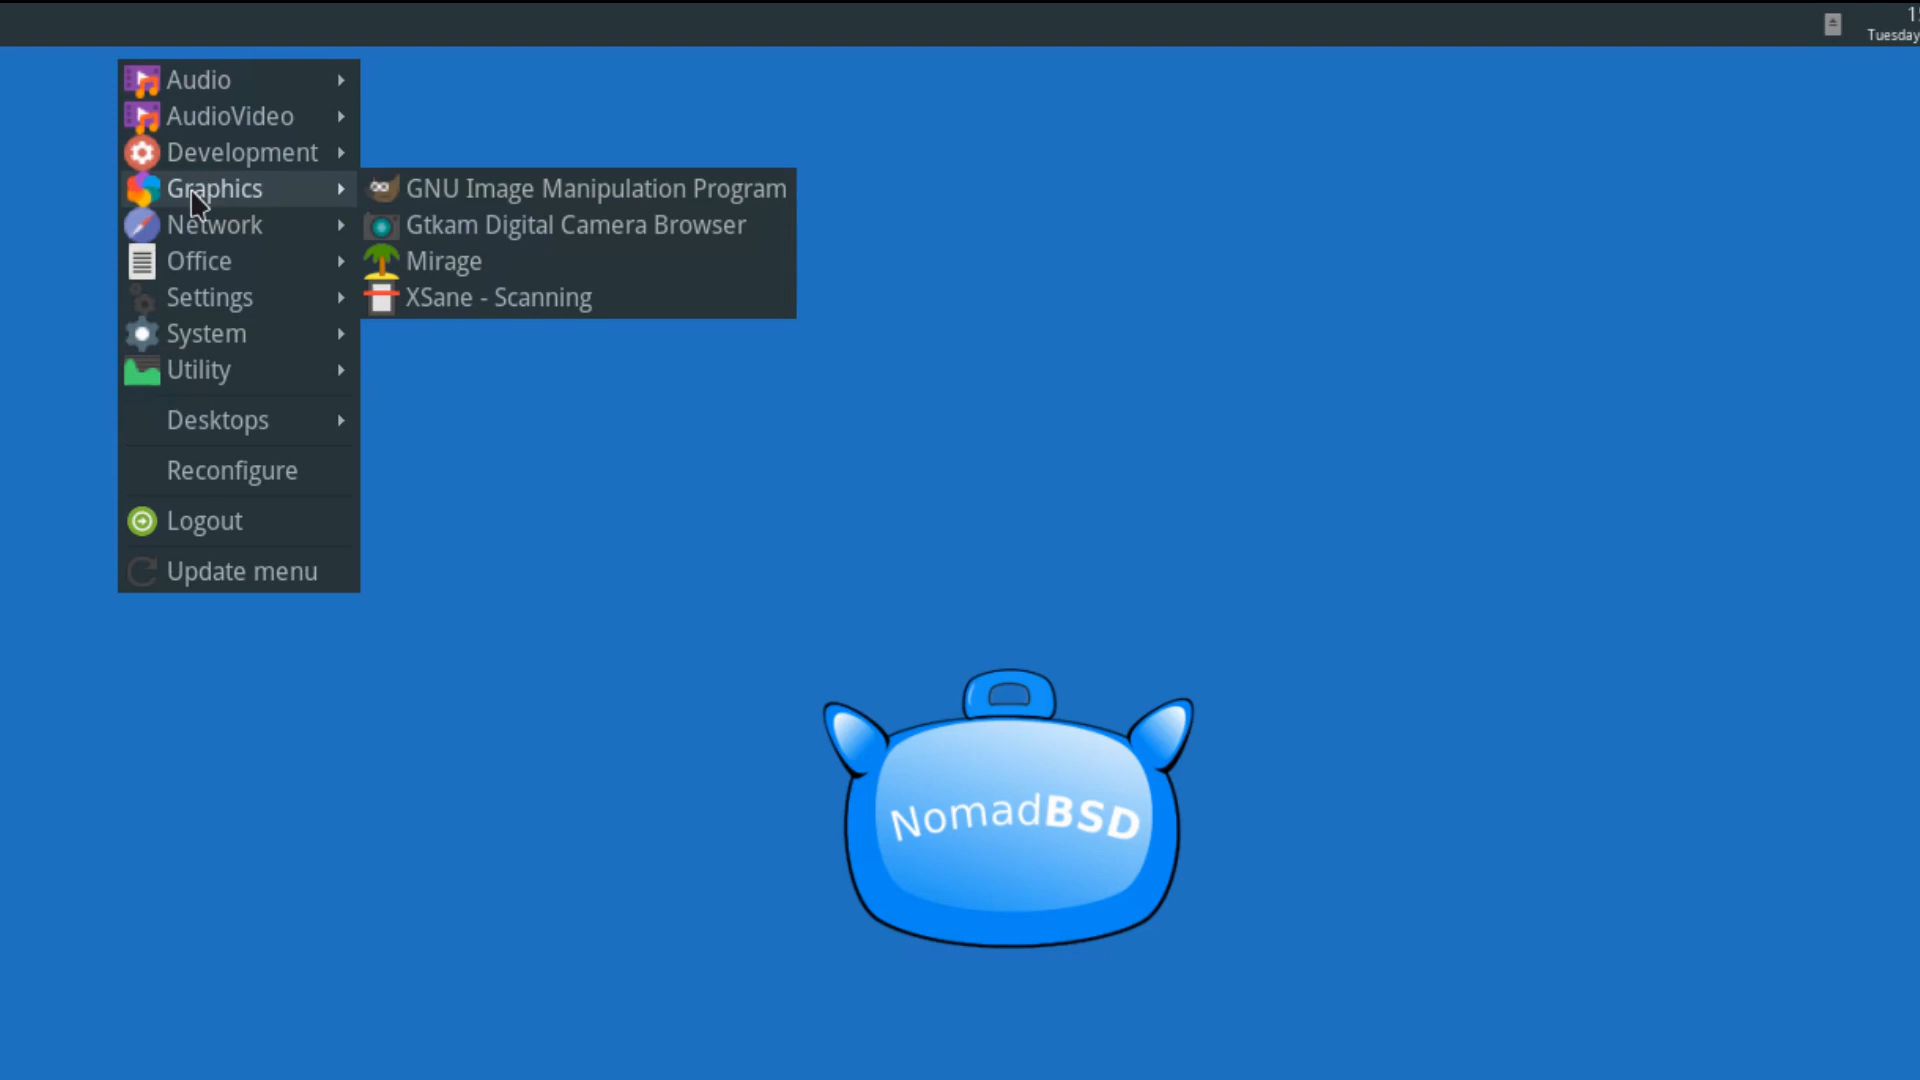 Tuesday
Audio
AudioVideo
Development
Graphics
Network
Office
Settings
System
Utility
Desktops
Reconfigure
Logout
Update menu
GNU Image Manipulation Program
Gtkam Digital Camera Browser
Mirage
XSane - Scanning
NomadBSD